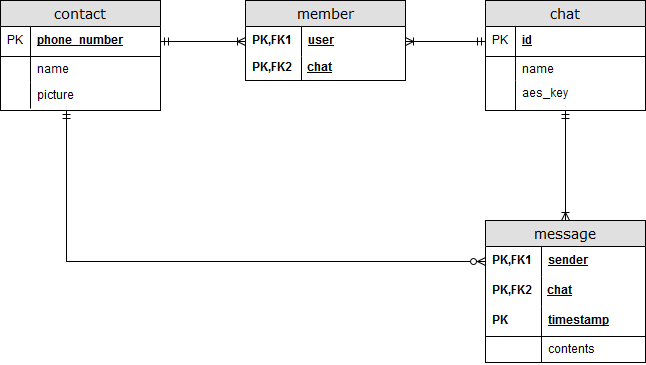 contact
PK phone_number
name
picture
member
PK,FK1 user
PK,FK2 chat
chat
PK id
name
aes_key
message
PK,FK1 sender
PK,FK2 chat
PK timestamp
contents